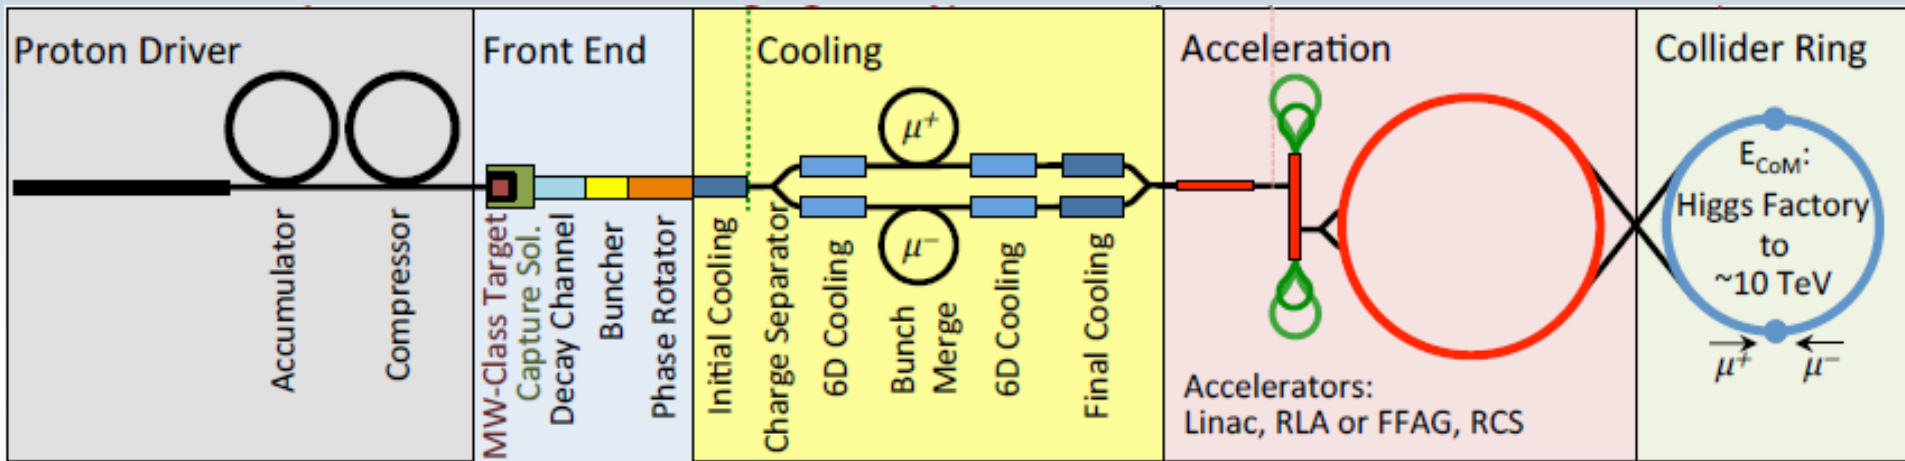 Proton Driver
Accumulator
Compressor
Front End
MW-Class Target
Capture Sol.
Decay Channel
Buncher
Phase Rotator
Cooling
Initial Cooling
Charge Separator
6D Cooling
μ+
μ−
Bunch
Merge
6D Cooling
Final Cooling
Acceleration
Accelerators:
Linac, RLA or FFAG, RCS
Collider Ring
ECoM:
Higgs Factory
to
~10 TeV
μ+ μ−